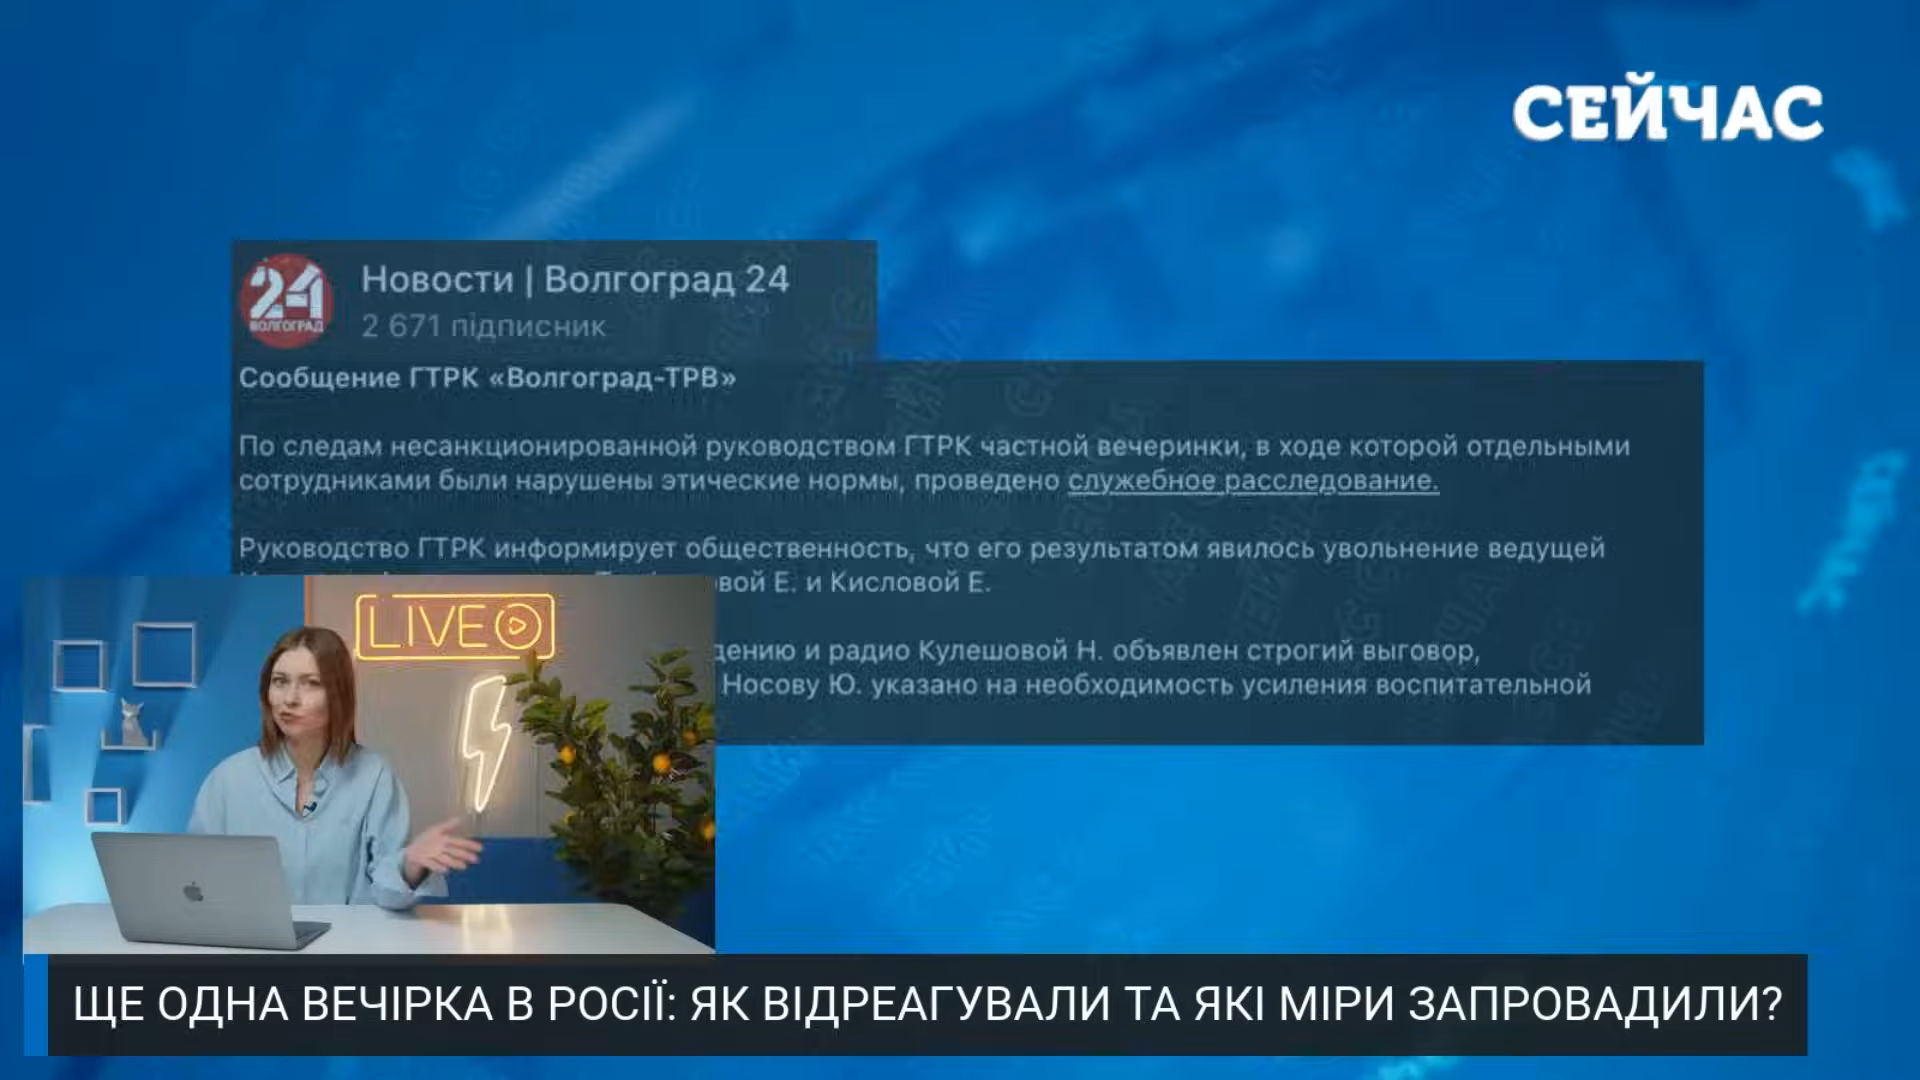 СЕЙЧАС
24
ВОЛГОГРАД
Новости | Волгоград 24
2 671 підписник
Сообщение ГТРК «Волгоград-ТРВ»
По следам несанкционированной руководством ГТРК частной вечеринки, в ходе которой отдельными
сотрудниками были нарушены этические нормы, проведено служебное расследование.
Руководство ГТРК информирует общественность, что его результатом явилось увольнение ведущей
Е. и Кисловой Е.
и радио Кулешовой Н. объявлен строгий выговор,
Носову Ю. указано на необходимость усиления воспитательной
LIVE
ЩЕ ОДНА ВЕЧІРКА В РОСІЇ: ЯК ВІДРЕАГУВАЛИ ТА ЯКІ МІРИ ЗАПРОВАДИЛИ?